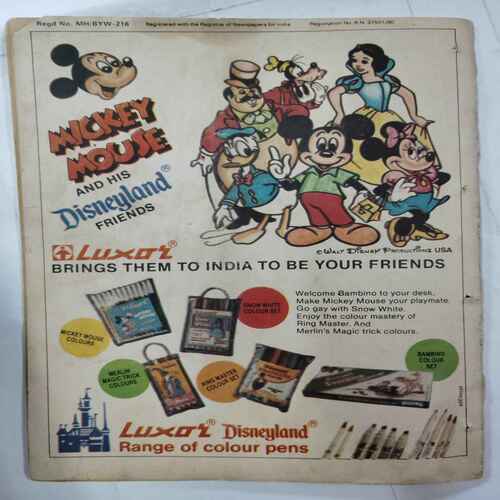 Regd No. MH/BYW-216 Registered with the Registrar of Newspapers for India Registration No. R.N.
MICKEY
MOUSE
AND HIS
Disneyland®
FRIENDS
© WALT DISNEY PRODUCTIONS USA
Luxor®
BRINGS THEM TO INDIA TO BE YOUR FRIENDS
Welcome Bambino to your desk,
Make Mickey Mouse your playmate,
Go gay with Snow White.
Enjoy the colour mastery of
Ring Master. And
Merlin's Magic trick colours.
SNOW WHITE
COLOUR SET
MICKEY MOUSE
COLOURS
MERLIN
MAGIC TRICK
COLOURS
RING MASTER
COLOUR SET
BAMBINO
COLOUR
SET
Luxor® Disneyland®
Range of colour pens